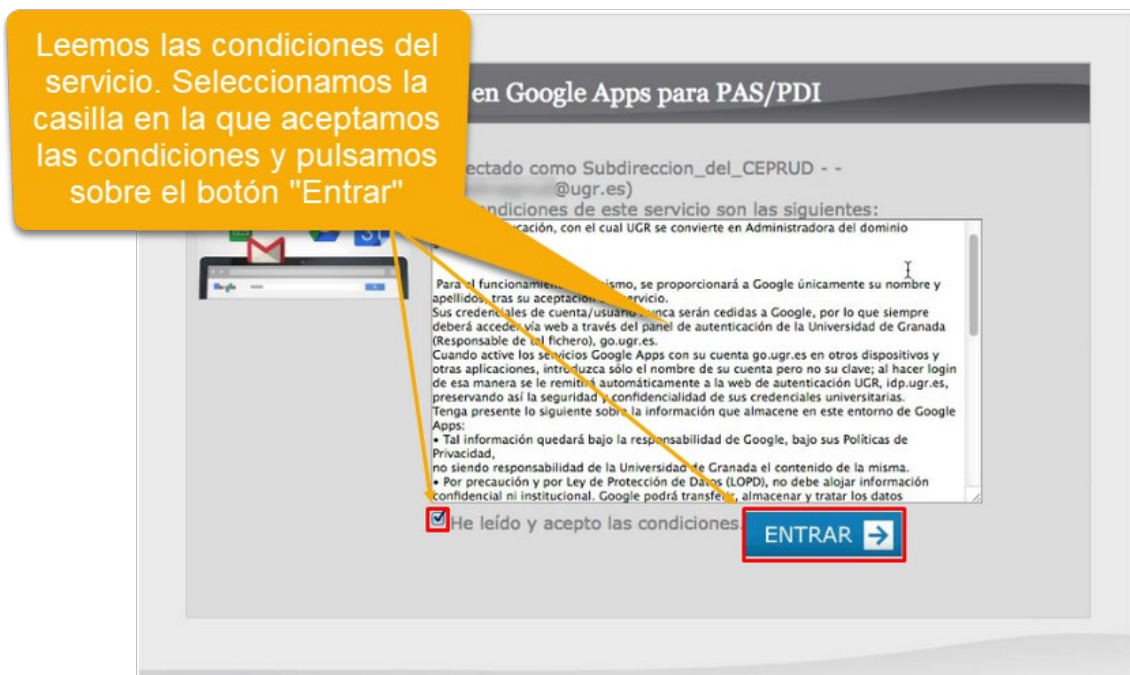 Leemos las condiciones del
servicio. Seleccionamos la
casilla en la que aceptamos
las condiciones y pulsamos
sobre el botón "Entrar"
en Google Apps para PAS/PDI
ectado como Subdireccion_del_CEPRUD - -
@ugr.es)
ndiciones de este servicio son las siguientes:
cación, con el cual UGR se convierte en Administradora del dominio
Para el funcionamien ismo, se proporcionará a Google únicamente su nombre y
apellidos, tras su aceptación servicio.
Sus credenciales de cuenta/usuario nunca serán cedidas a Google, por lo que siempre
deberá acceder vía web a través del panel de autenticación de la Universidad de Granada
(Responsable de tal fichero), go.ugr.es.
Cuando active los servicios Google Apps con su cuenta go.ugr.es en otros dispositivos y
otras aplicaciones, introduzca sólo el nombre de su cuenta pero no su clave; al hacer login
de esa manera se le remitirá automáticamente a la web de autenticación UGR, idp.ugr.es,
preservando así la seguridad y confidencialidad de sus credenciales universitarias.
Tenga presente lo siguiente sobre la información que almacene en este entorno de Google
Apps:
• Tal información quedará bajo la responsabilidad de Google, bajo sus Políticas de
Privacidad,
no siendo responsabilidad de la Universidad de Granada el contenido de la misma.
• Por precaución y por Ley de Protección de Datos (LOPD), no debe alojar información
confidencial ni institucional. Google podrá transferir, almacenar y tratar los datos
He leído y acepto las condiciones.
ENTRAR